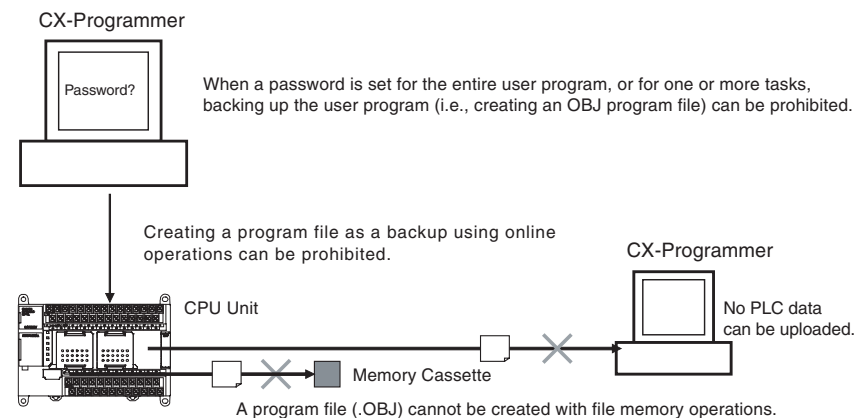 CX-Programmer
Password?
When a password is set for the entire user program, or for one or more tasks,
backing up the user program (i.e., creating an OBJ program file) can be prohibited.
Creating a program file as a backup using online
operations can be prohibited.
CX-Programmer
CPU Unit
No PLC data
can be uploaded.
Memory Cassette
A program file (.OBJ) cannot be created with file memory operations.